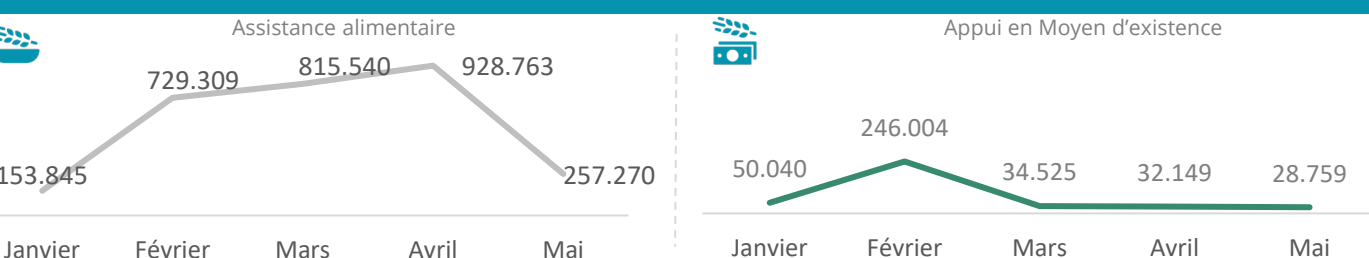 Assistance alimentaire
153.845
729.309
815.540
928.763
257.270
Janvier Février Mars Avril Mai
Appui en Moyen d'existence
50.040
246.004
34.525
32.149
28.759
Janvier Février Mars Avril Mai